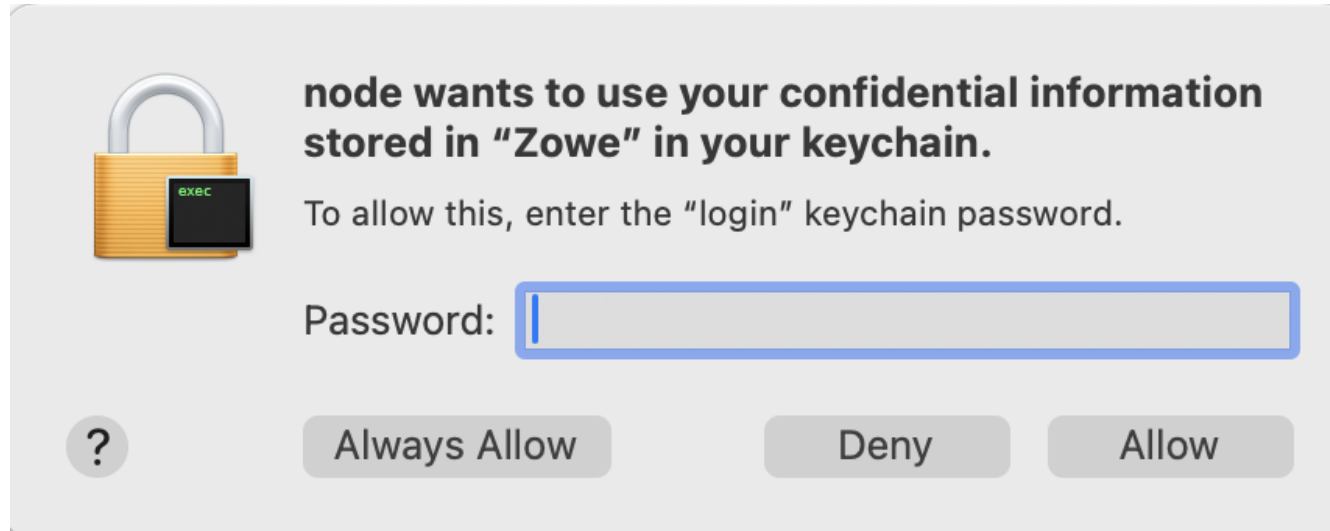 node wants to use your confidential information
stored in “Zowe” in your keychain.
exec
To allow this, enter the “login” keychain password.
Password:
?
Always Allow
Deny
Allow